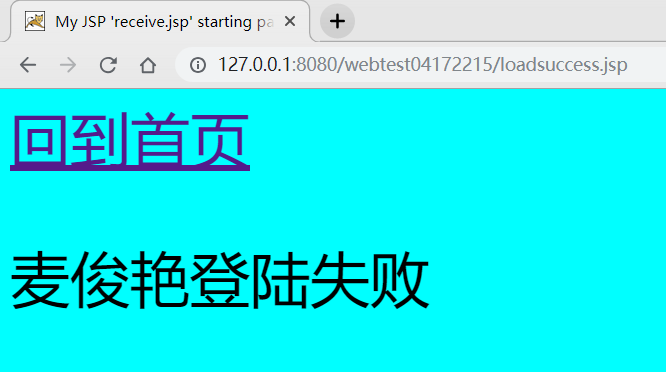 My JSP 'receive.jsp' starting pa
127.0.0.1:8080/webtest04172215/loadsuccess.jsp
回到首页
麦俊艳登陆失败